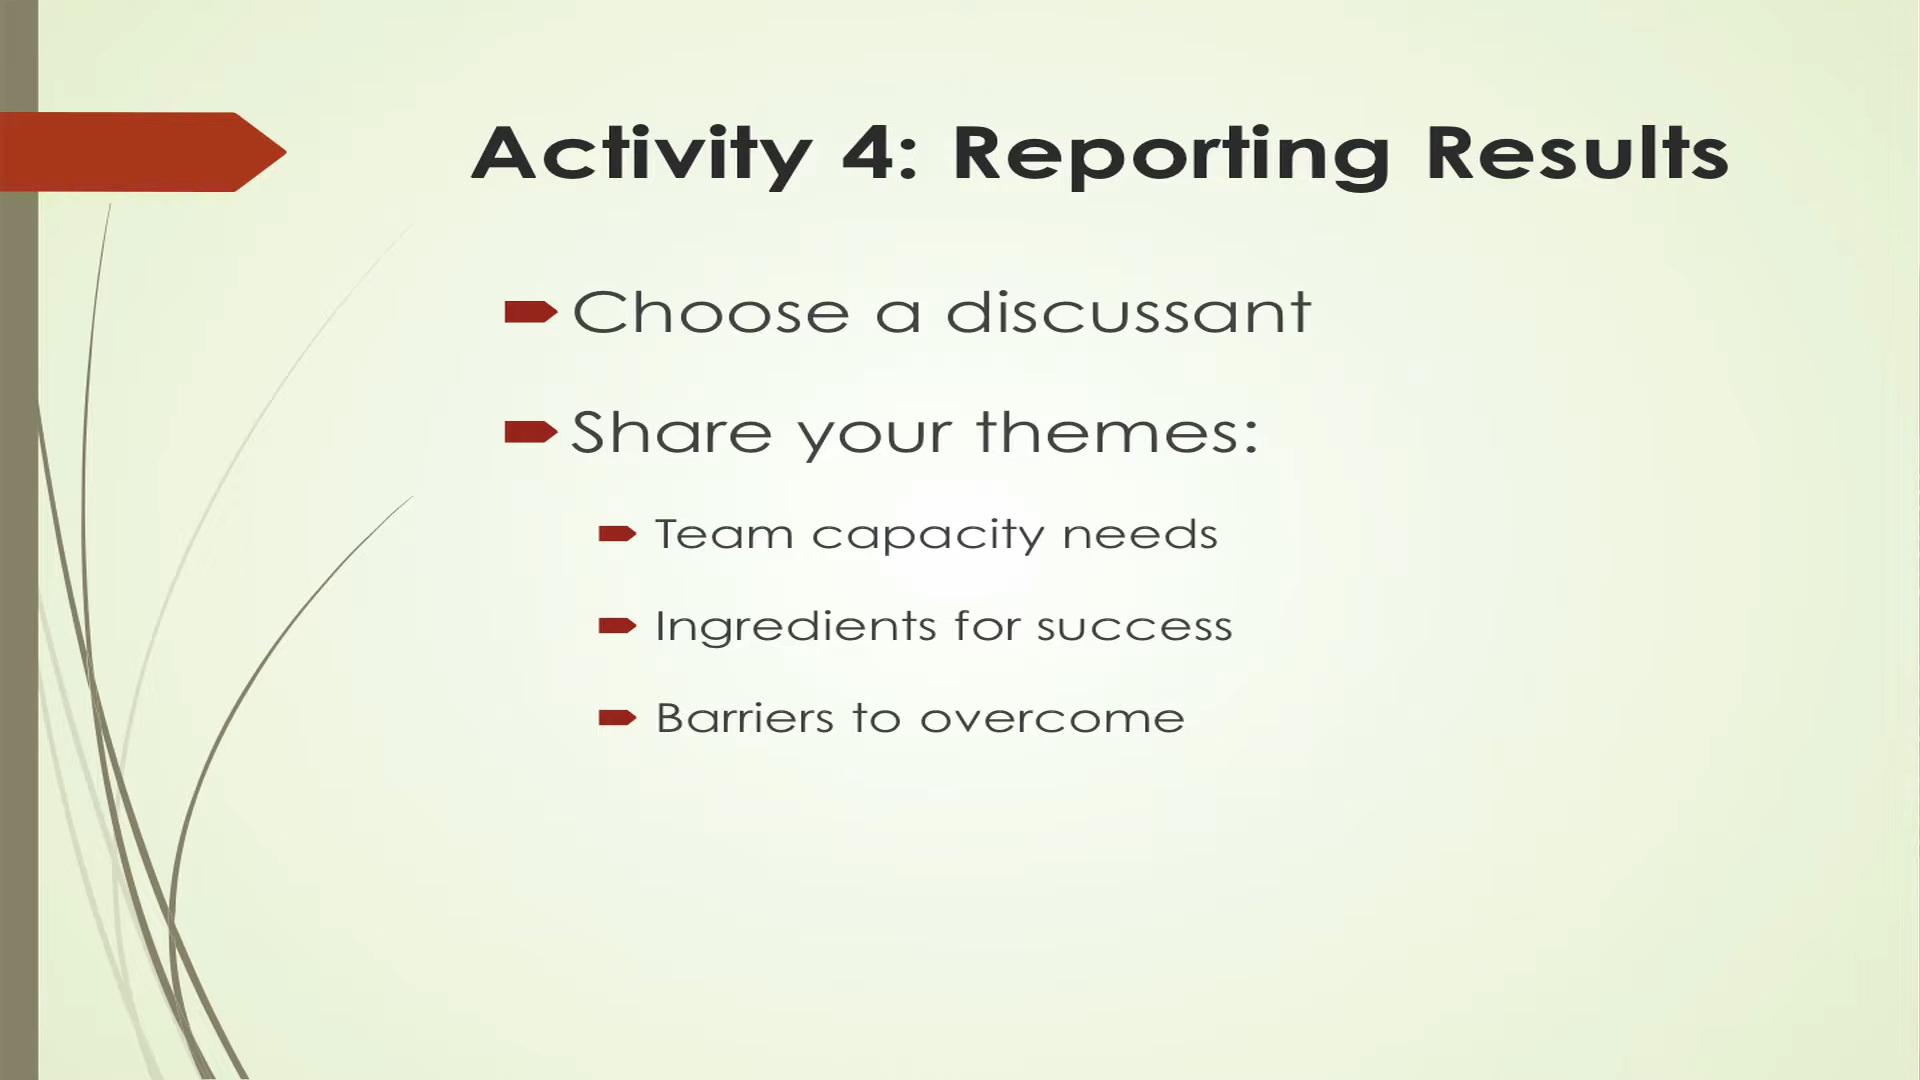 Activity 4: Reporting Results
Choose a discussant
Share your themes:
Team capacity needs
Ingredients for success
Barriers to overcome